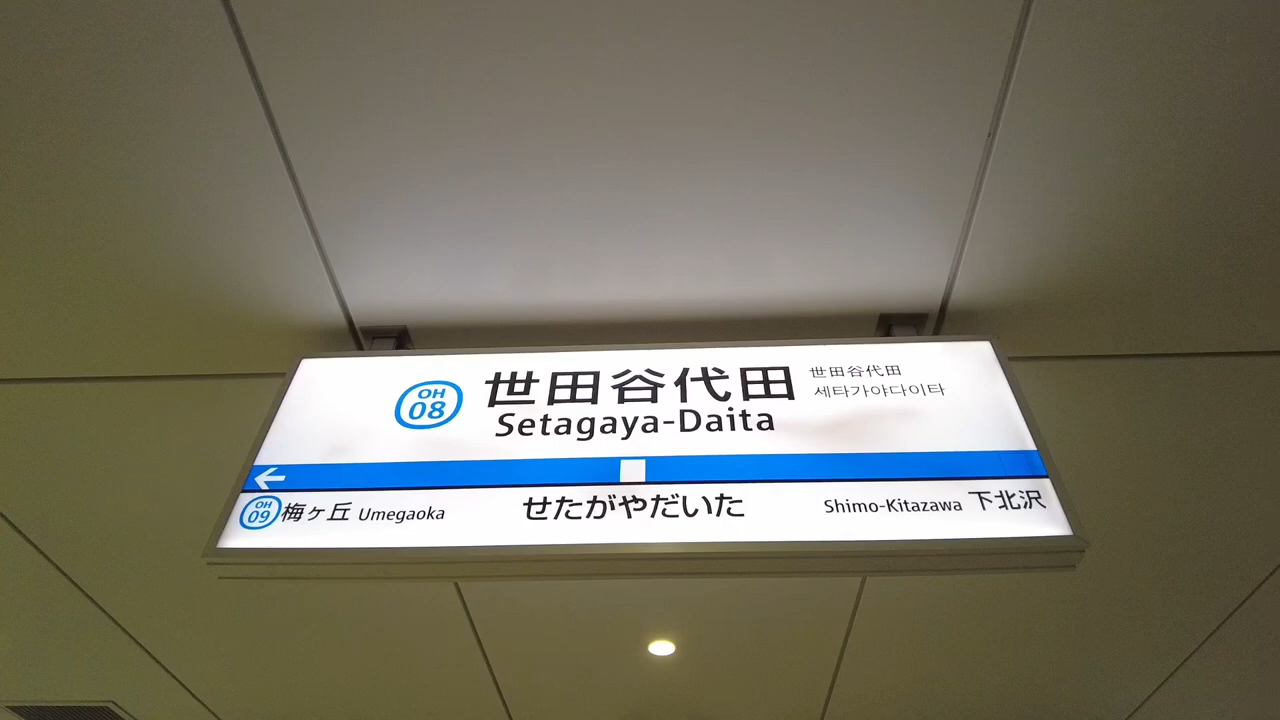 OH
08
世田谷代田
Setagaya-Daita
世田谷代田
세타가야다이타
←
OH
09
梅ヶ丘 Umegaoka
せたがやだいた
Shimo-Kitazawa 下北沢